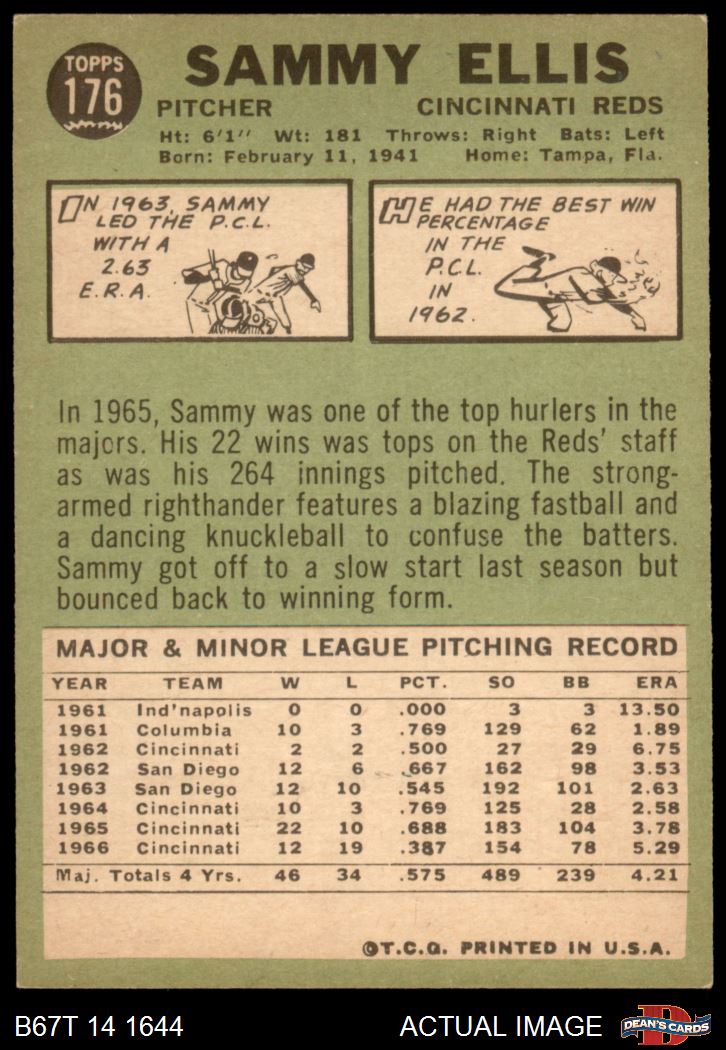 TOPPS
176
SAMMY ELLIS
PITCHER CINCINNATI REDS
Ht: 6'1" Wt: 181 Throws: Right Bats: Left
Born: February 11, 1941 Home: Tampa, Fla.
IN 1963, SAMMY
LED THE P.C.L.
WITH A
2.63
E.R.A.
HE HAD THE BEST WIN
PERCENTAGE
IN THE
P.C.L.
IN
1962.
In 1965, Sammy was one of the top hurlers in the
majors. His 22 wins was tops on the Reds' staff
as was his 264 innings pitched. The strong-
armed righthander features a blazing fastball and
a dancing knuckleball to confuse the batters.
Sammy got off to a slow start last season but
bounced back to winning form.
MAJOR & MINOR LEAGUE PITCHING RECORD
YEAR TEAM W L PCT. SO BB ERA
1961 Ind'napolis 0 0 .000 3 3 13.50
1961 Columbia 10 3 .769 129 62 1.89
1962 Cincinnati 2 2 .500 27 29 6.75
1962 San Diego 12 6 .667 162 98 3.53
1963 San Diego 12 10 .545 192 101 2.63
1964 Cincinnati 10 3 .769 125 28 2.58
1965 Cincinnati 22 10 .688 183 104 3.78
1966 Cincinnati 12 19 .387 154 78 5.29
Maj. Totals 4 Yrs. 46 34 .575 489 239 4.21
©T.C.G. PRINTED IN U.S.A.
B67T 14 1644 ACTUAL IMAGE
D
DEAN'S CARDS